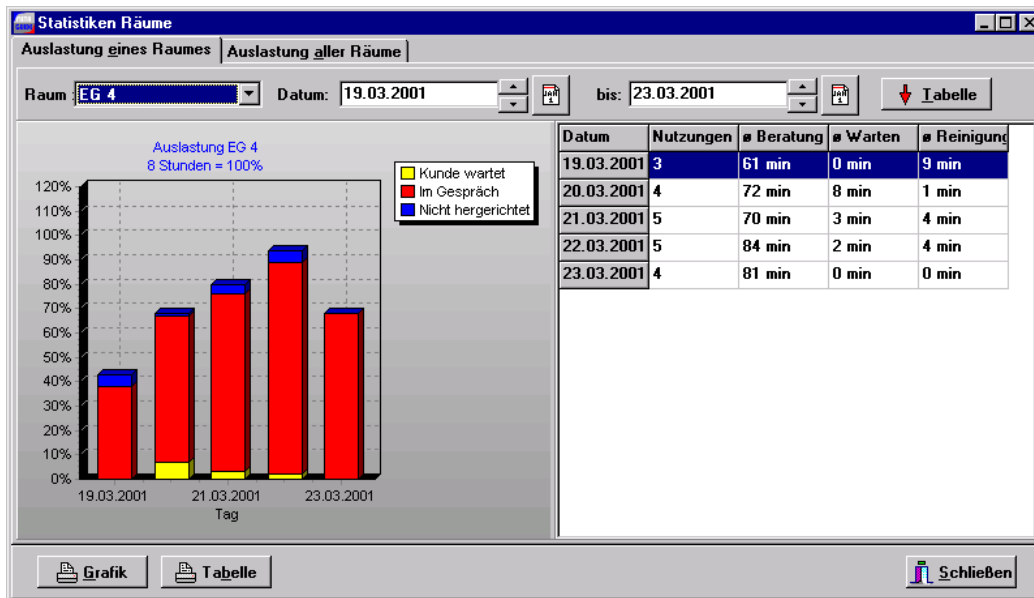 Statistiken Räume
Auslastung eines Raumes Auslastung aller Räume
Raum : EG 4 Datum: 19.03.2001 bis: 23.03.2001 Tabelle
Auslastung EG 4
8 Stunden = 100%
Kunde wartet
Im Gespräch
Nicht hergerichtet
120%
110%
100%
90%
80%
70%
60%
50%
40%
30%
20%
10%
0%
19.03.2001 21.03.2001 23.03.2001
Tag
Datum Nutzungen ø Beratung ø Warten ø Reinigung
19.03.2001 3 61 min 0 min 9 min
20.03.2001 4 72 min 8 min 1 min
21.03.2001 5 70 min 3 min 4 min
22.03.2001 5 84 min 2 min 4 min
23.03.2001 4 81 min 0 min 0 min
Grafik Tabelle Schließen